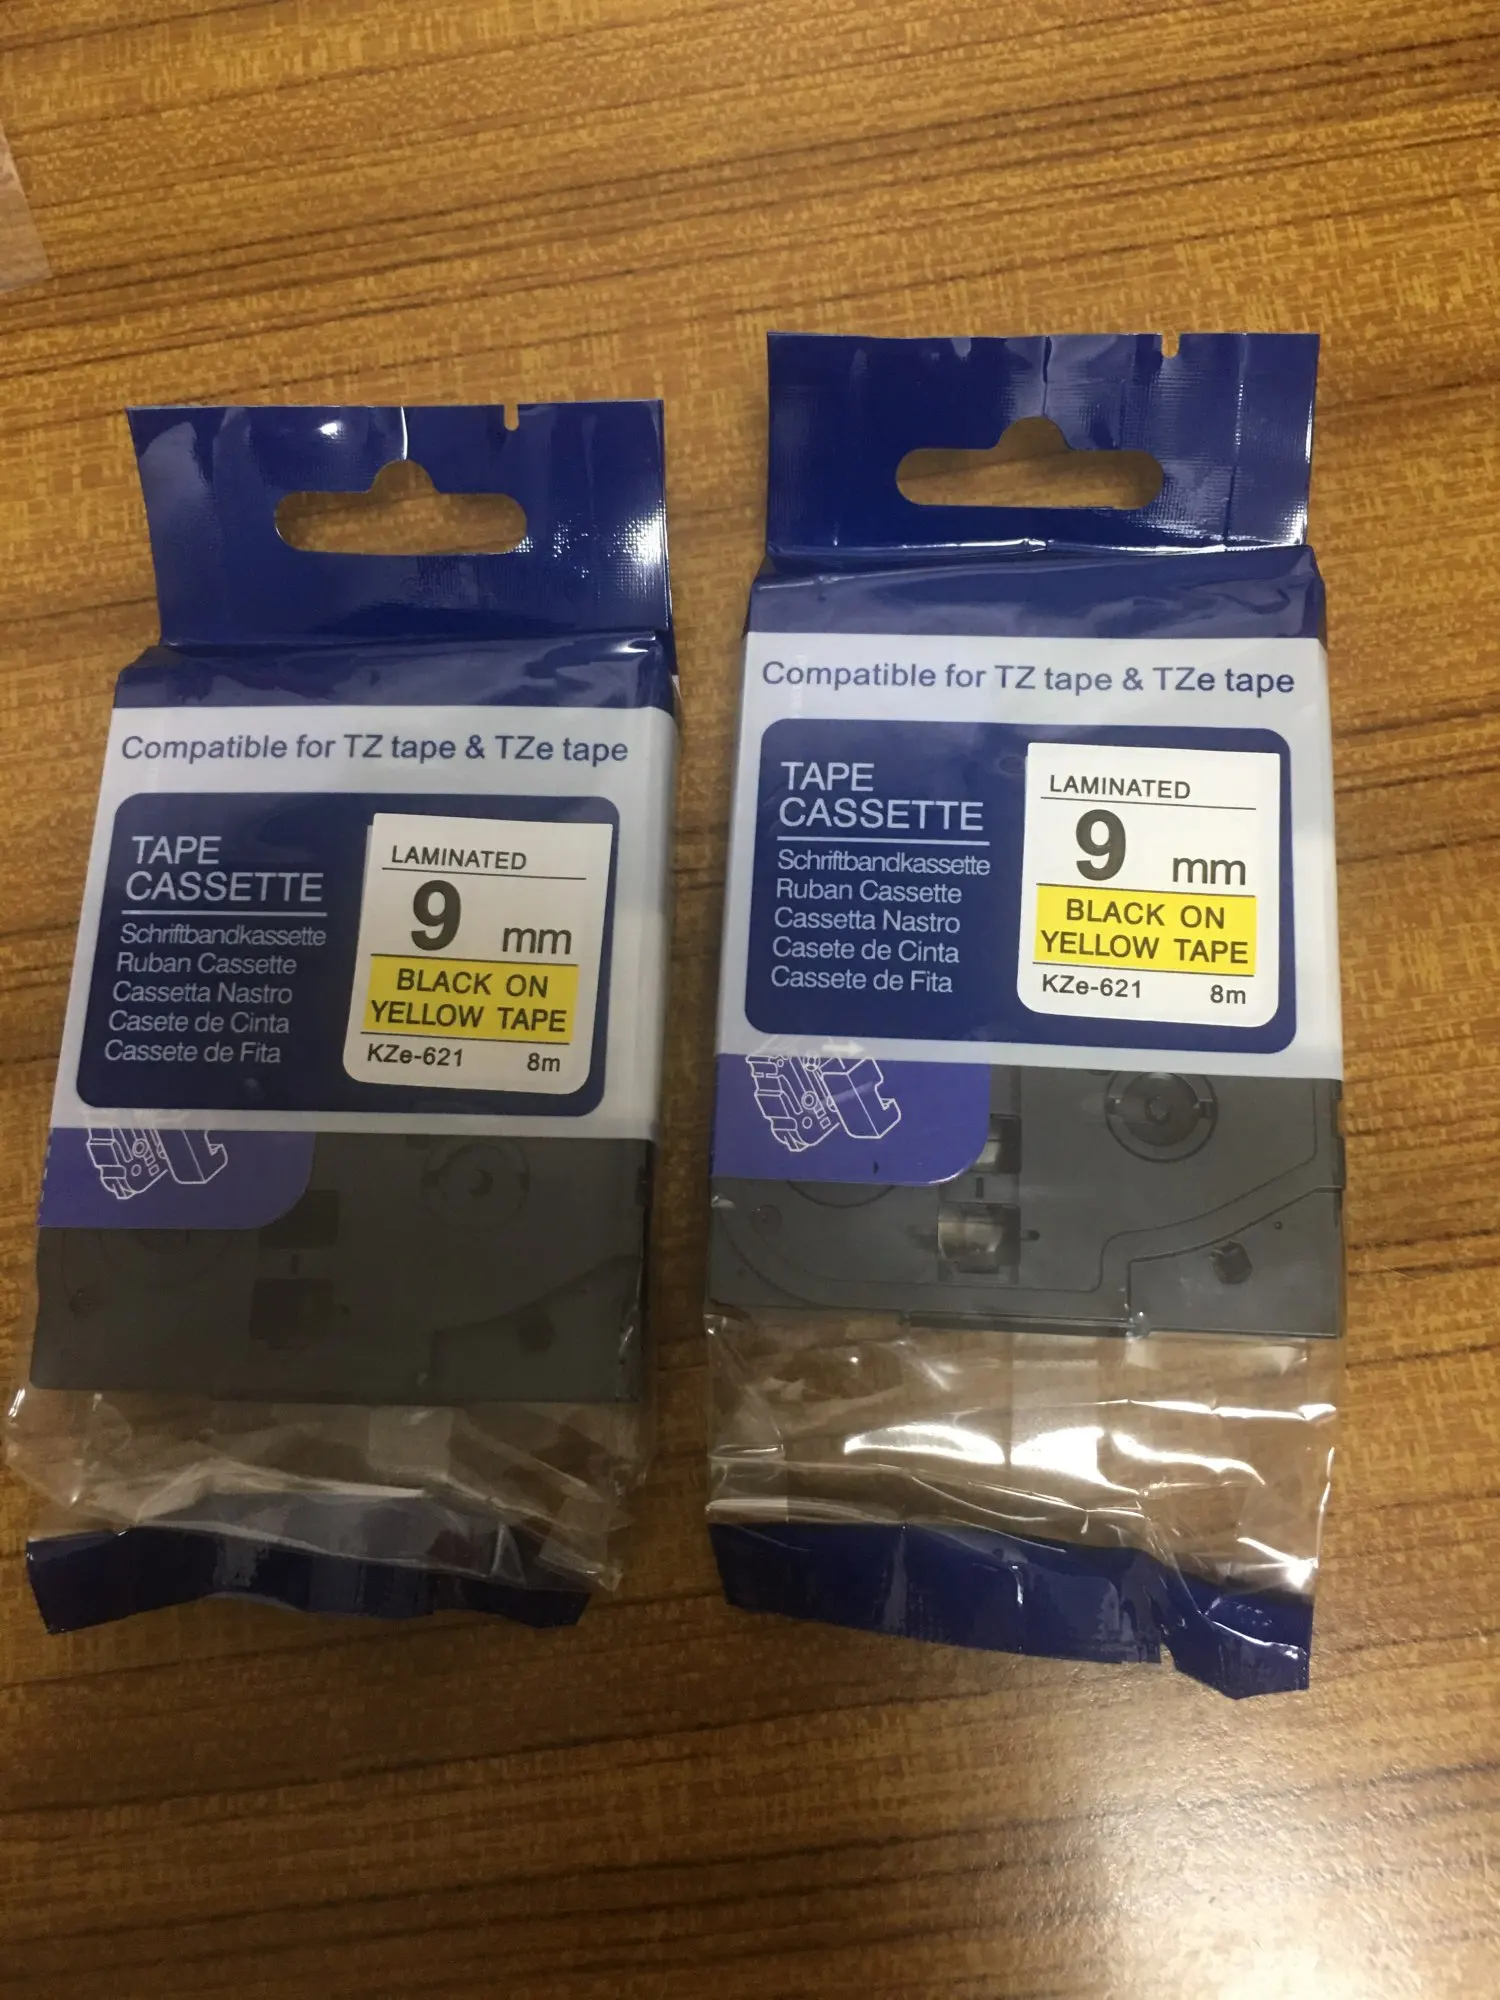 Compatible for TZ tape & TZe tape
TAPE
CASSETTE
Schriftbandkassette
Ruban Cassette
Cassetta Nastro
Casete de Cinta
Cassete de Fita
LAMINATED
9 mm
BLACK ON
YELLOW TAPE
KZe-621 8m
Compatible for TZ tape & TZe tape
TAPE
CASSETTE
Schriftbandkassette
Ruban Cassette
Cassetta Nastro
Casete de Cinta
Cassete de Fita
LAMINATED
9 mm
BLACK ON
YELLOW TAPE
KZe-621 8m